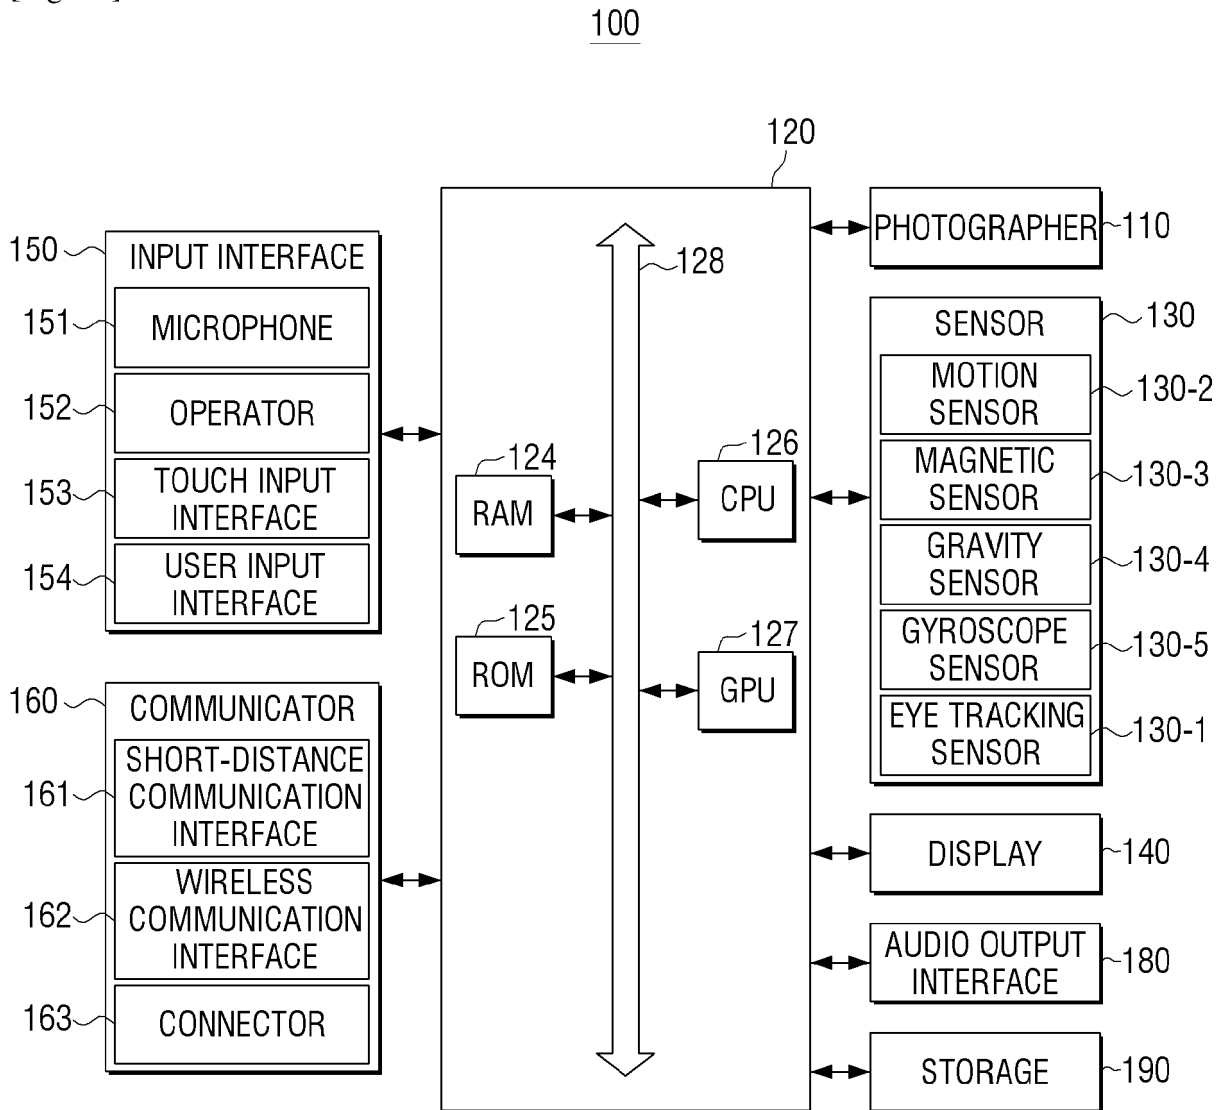 100
120
150
INPUT INTERFACE
151
MICROPHONE
152
OPERATOR
153
TOUCH INPUT
INTERFACE
154
USER INPUT
INTERFACE
160
COMMUNICATOR
161
SHORT-DISTANCE
COMMUNICATION
INTERFACE
162
WIRELESS
COMMUNICATION
INTERFACE
163
CONNECTOR
128
124
RAM
126
CPU
125
ROM
127
GPU
PHOTOGRAPHER
110
SENSOR
130
MOTION
SENSOR
130-2
MAGNETIC
SENSOR
130-3
GRAVITY
SENSOR
130-4
GYROSCOPE
SENSOR
130-5
EYE TRACKING
SENSOR
130-1
DISPLAY
140
AUDIO OUTPUT
INTERFACE
180
STORAGE
190